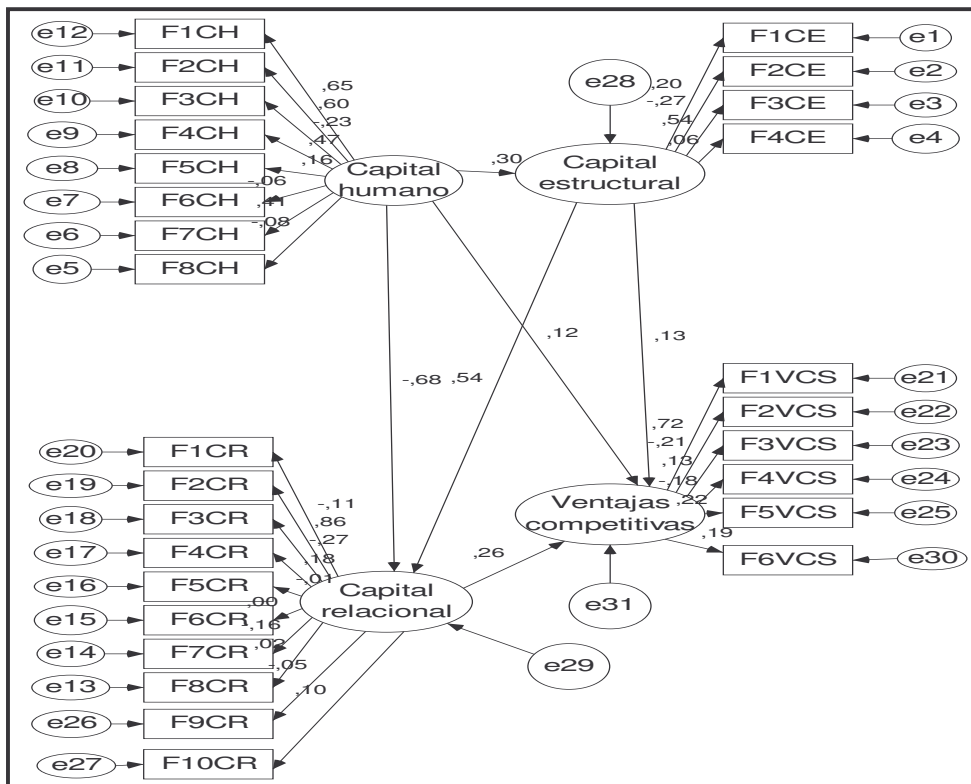 e12 F1CH
e11 F2CH
e10 F3CH
e9 F4CH
e8 F5CH
e7 F6CH
e6 F7CH
e5 F8CH
,65
,60
-,23
,47
,16
-,06
,41
-,08
Capital
humano
,30
e28
Capital
estructural
,20
-,27
,54
,06
F1CE e1
F2CE e2
F3CE e3
F4CE e4
-,68
,54
,12
,13
e20 F1CR
e19 F2CR
e18 F3CR
e17 F4CR
e16 F5CR
e15 F6CR
e14 F7CR
e13 F8CR
e26 F9CR
e27 F10CR
-,11
,86
-,27
,18
-,01
,00
-,16
,02
-,05
,10
Capital
relacional
,26
e29
Ventajas
competitivas
e31
,72
-,21
,13
-,18
,22
,19
F1VCS e21
F2VCS e22
F3VCS e23
F4VCS e24
F5VCS e25
F6VCS e30